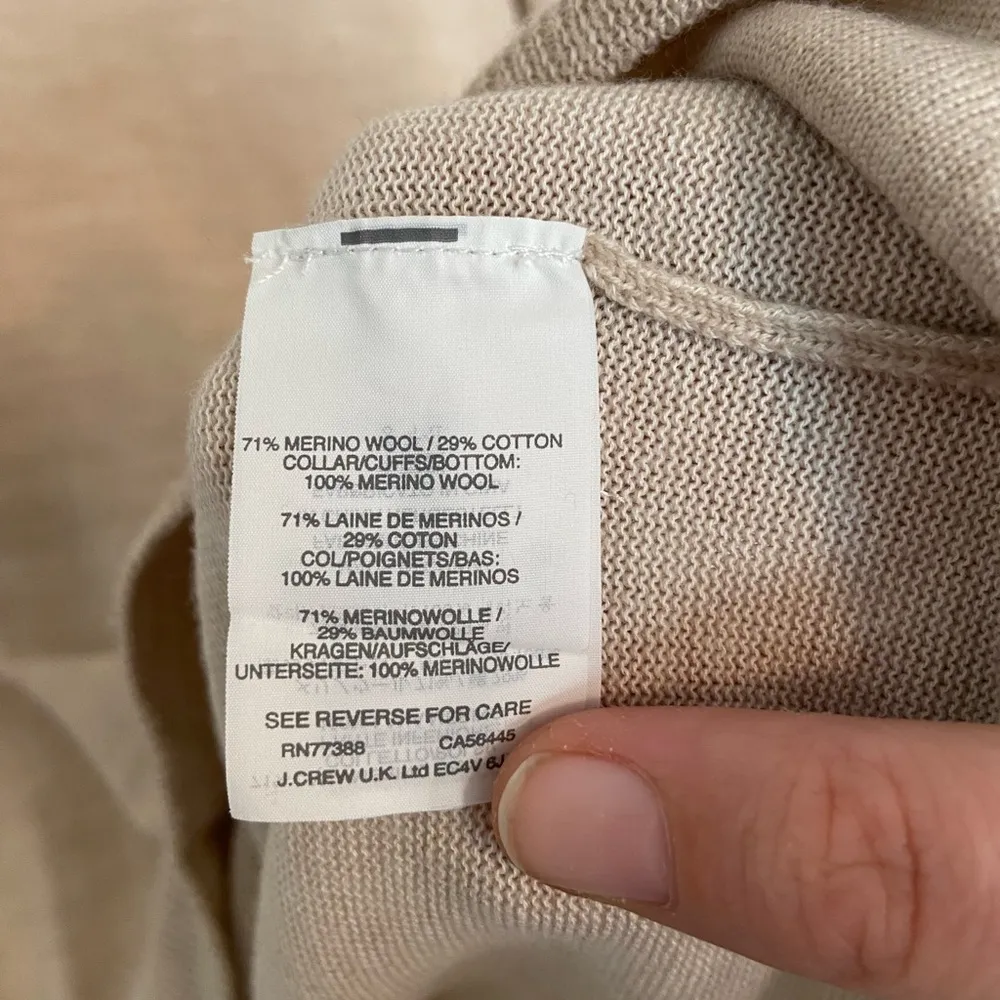 71% MERINO WOOL / 29% COTTON
COLLAR/CUFFS/BOTTOM:
100% MERINO WOOL
71% LAINE DE MERINOS /
29% COTON
COL/POIGNETS/BAS:
100% LAINE DE MERINOS
71% MERINOWOLLE /
29% BAUMWOLLE
KRAGEN/AUFSCHLÄGE/
UNTERSEITE: 100% MERINOWOLLE
SEE REVERSE FOR CARE
RN77388 CA56445
J.CREW U.K. Ltd EC4V